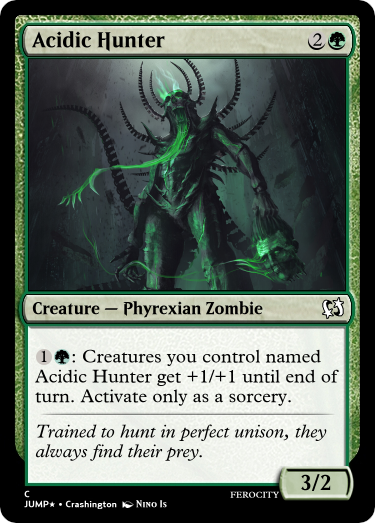 Acidic Hunter 2
Creature — Phyrexian Zombie
1: Creatures you control named
Acidic Hunter get +1/+1 until end of
turn. Activate only as a sorcery.
Trained to hunt in perfect unison, they
always find their prey.
3/2
C
JUMP★ • Crashington Nino Is
FEROCITY